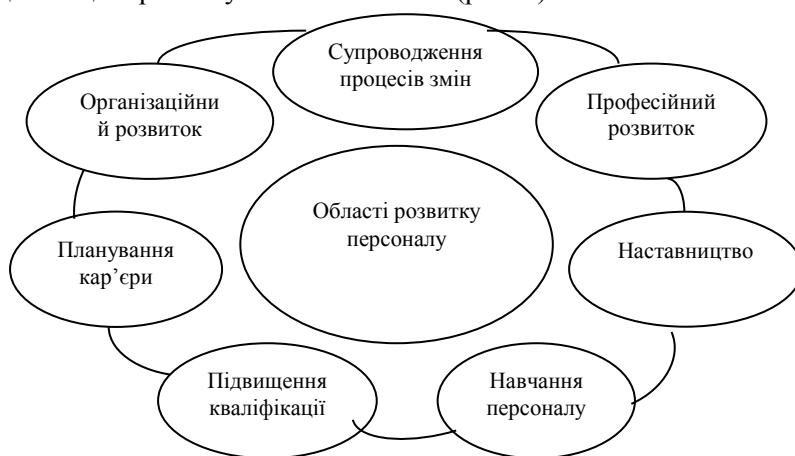 Супроводження
процесів змін
Організаційни
й розвиток
Професійний
розвиток
Області розвитку
персоналу
Планування
кар’єри
Наставництво
Підвищення
кваліфікації
Навчання
персоналу